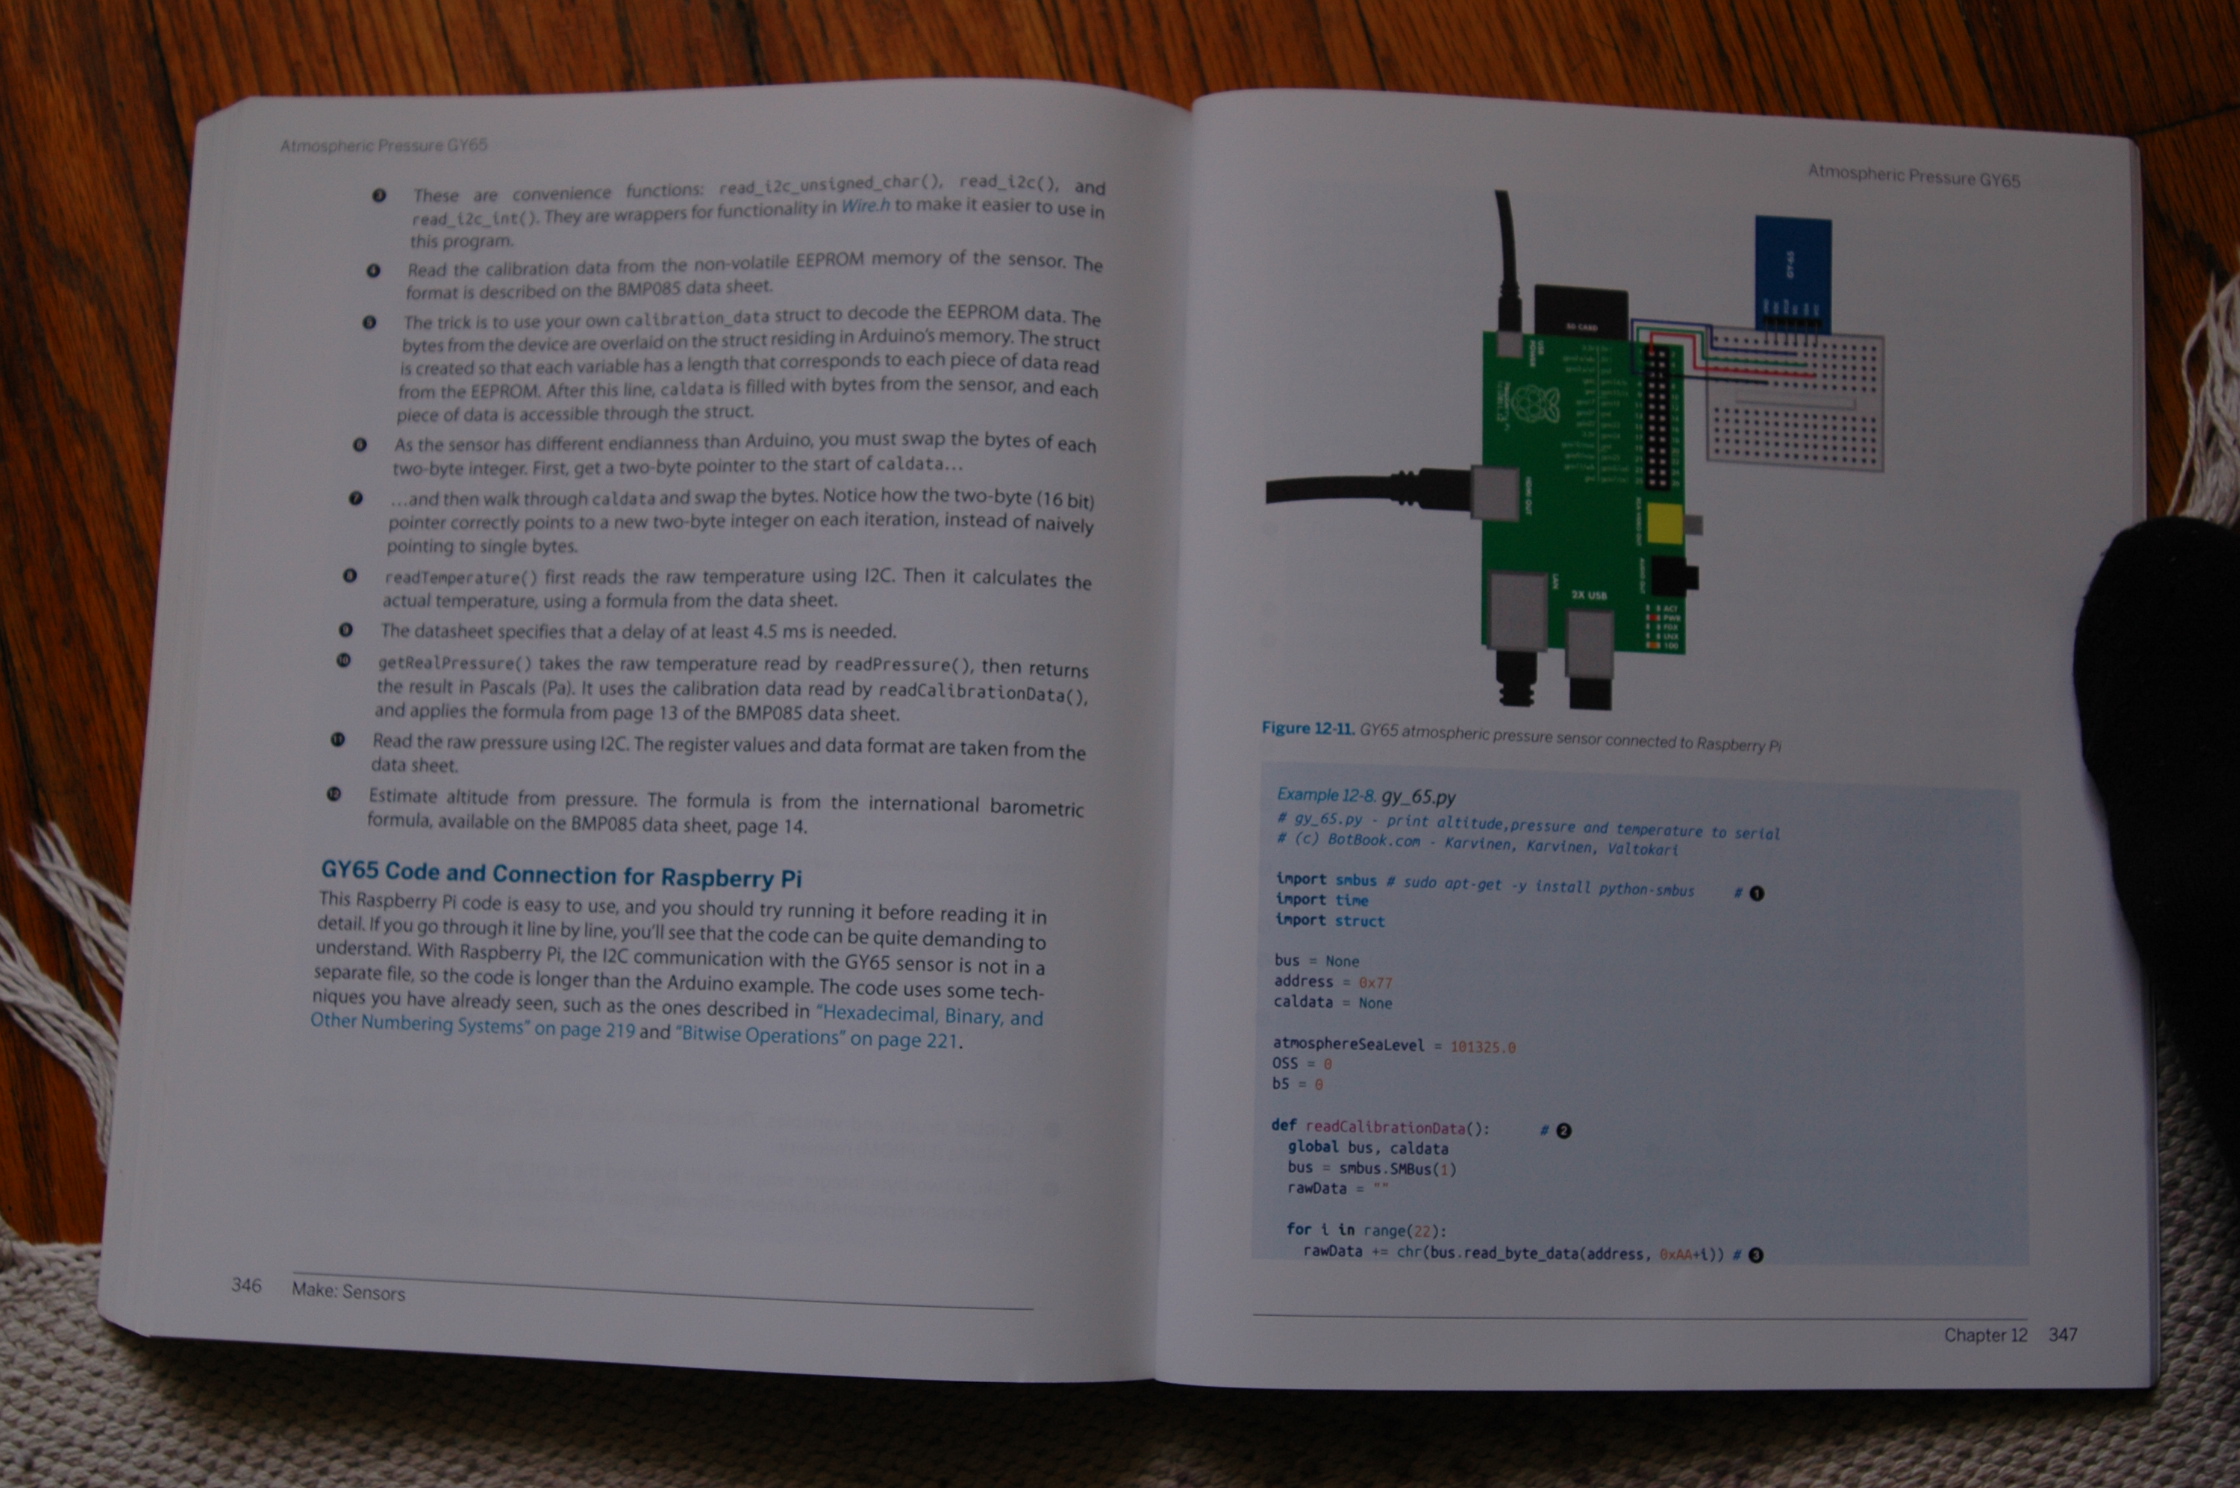 Atmospheric Pressure GY65
❸ These are convenience functions: read_i2c_unsigned_char(), read_i2c(), and
read_i2c_int(). They are wrappers for functionality in Wire.h to make it easier to use in
this program.
❹ Read the calibration data from the non-volatile EEPROM memory of the sensor. The
format is described on the BMP085 data sheet.
❺ The trick is to use your own calibration_data struct to decode the EEPROM data. The
bytes from the device are overlaid on the struct residing in Arduino's memory. The struct
is created so that each variable has a length that corresponds to each piece of data read
from the EEPROM. After this line, caldata is filled with bytes from the sensor, and each
piece of data is accessible through the struct.
❻ As the sensor has different endianness than Arduino, you must swap the bytes of each
two-byte integer. First, get a two-byte pointer to the start of caldata…
❼ …and then walk through caldata and swap the bytes. Notice how the two-byte (16 bit)
pointer correctly points to a new two-byte integer on each iteration, instead of naively
pointing to single bytes.
❽ readTemperature() first reads the raw temperature using I2C. Then it calculates the
actual temperature, using a formula from the data sheet.
❾ The datasheet specifies that a delay of at least 4.5 ms is needed.
❿ getRealPressure() takes the raw temperature read by readPressure(), then returns
the result in Pascals (Pa). It uses the calibration data read by readCalibrationData(),
and applies the formula from page 13 of the BMP085 data sheet.
⓫ Read the raw pressure using I2C. The register values and data format are taken from the
data sheet.
⓬ Estimate altitude from pressure. The formula is from the international barometric
formula, available on the BMP085 data sheet, page 14.
GY65 Code and Connection for Raspberry Pi
This Raspberry Pi code is easy to use, and you should try running it before reading it in
detail. If you go through it line by line, you'll see that the code can be quite demanding to
understand. With Raspberry Pi, the I2C communication with the GY65 sensor is not in a
separate file, so the code is longer than the Arduino example. The code uses some tech-
niques you have already seen, such as the ones described in "Hexadecimal, Binary, and
Other Numbering Systems" on page 219 and "Bitwise Operations" on page 221.
346 Make: Sensors
Atmospheric Pressure GY65
GY-65
SD CARD
USB
POWER
Raspberry Pi
HDMI OUT
LAN
2X USB
RCA VIDEO OUT
AUDIO OUT
ACT
PWR
FDX
LNK
100
Figure 12-11. GY65 atmospheric pressure sensor connected to Raspberry Pi
Example 12-8. gy_65.py
# gy_65.py - print altitude,pressure and temperature to serial
# (c) BotBook.com - Karvinen, Karvinen, Valtokari
import smbus # sudo apt-get -y install python-smbus # ❶
import time
import struct
bus = None
address = 0x77
caldata = None
atmosphereSeaLevel = 101325.0
OSS = 0
b5 = 0
def readCalibrationData(): # ❷
global bus, caldata
bus = smbus.SMBus(1)
rawData = ""
for i in range(22):
rawData += chr(bus.read_byte_data(address, 0xAA+i)) # ❸
Chapter 12 347